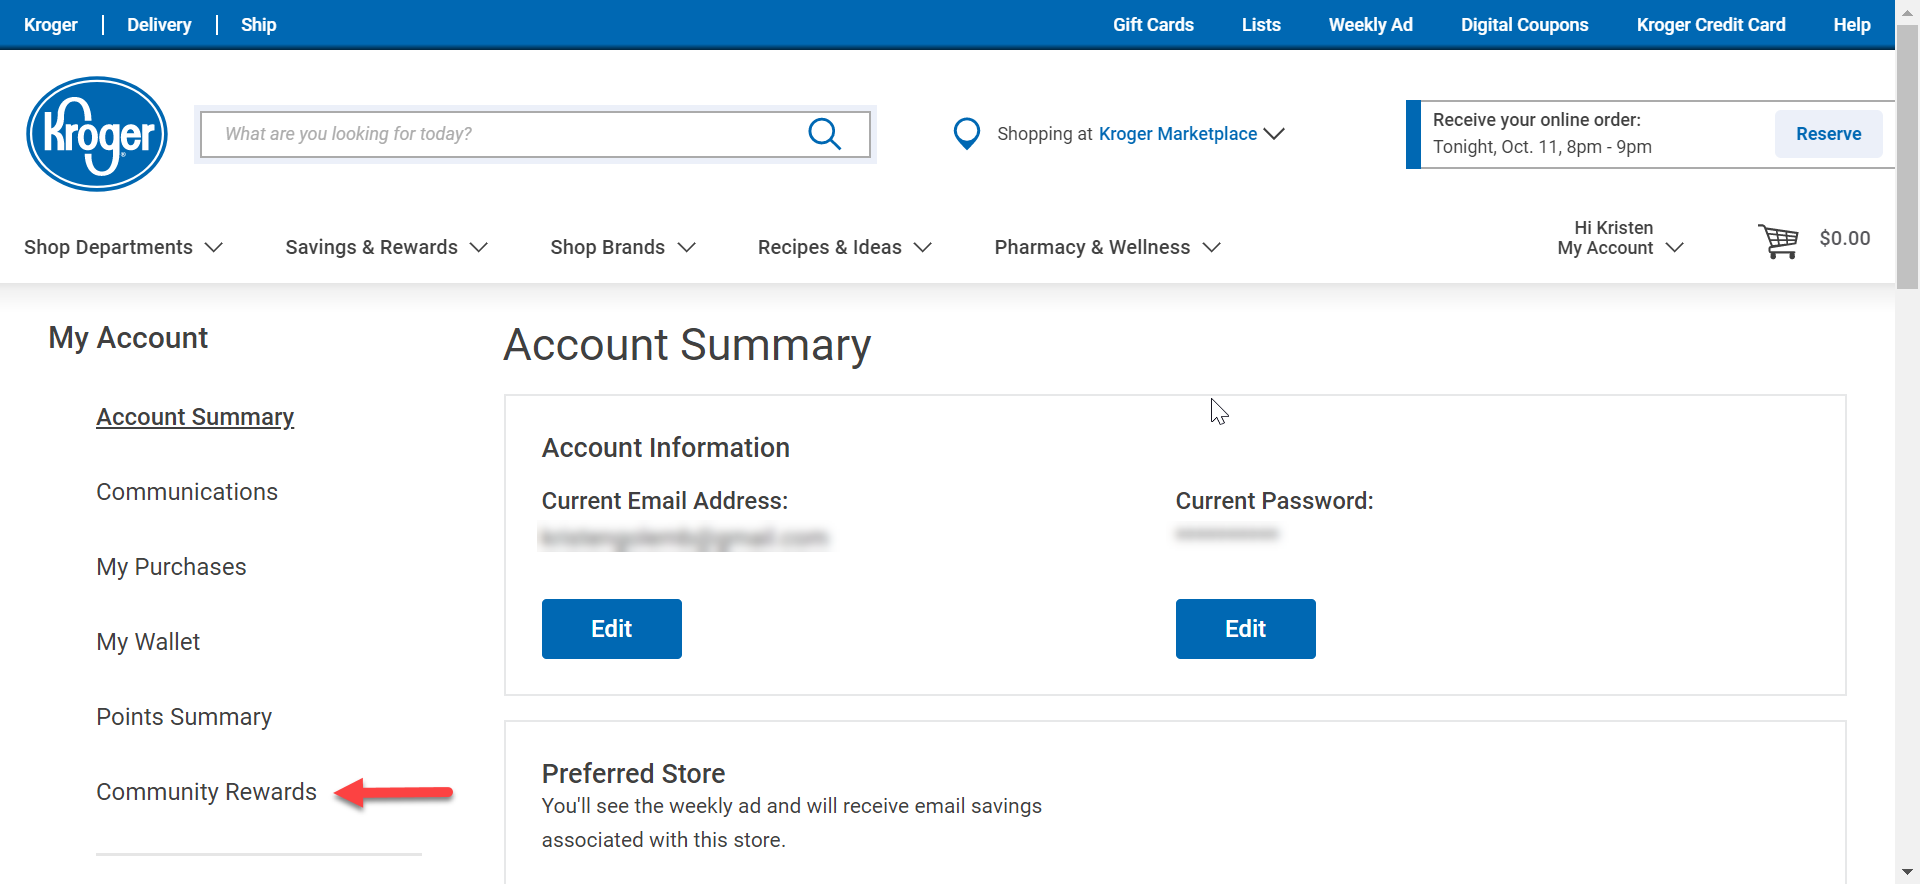 Kroger
Delivery
Ship
Gift Cards
Lists
Weekly Ad
Digital Coupons
Kroger Credit Card
Help
Kroger
What are you looking for today?
Shopping at Kroger Marketplace
Receive your online order:
Tonight, Oct. 11, 8pm - 9pm
Reserve
Shop Departments
Savings & Rewards
Shop Brands
Recipes & Ideas
Pharmacy & Wellness
Hi Kristen
My Account
$0.00
My Account
Account Summary
Communications
My Purchases
My Wallet
Points Summary
Community Rewards
Account Summary
Account Information
Current Email Address:
Edit
Current Password:
Edit
Preferred Store
You'll see the weekly ad and will receive email savings
associated with this store.